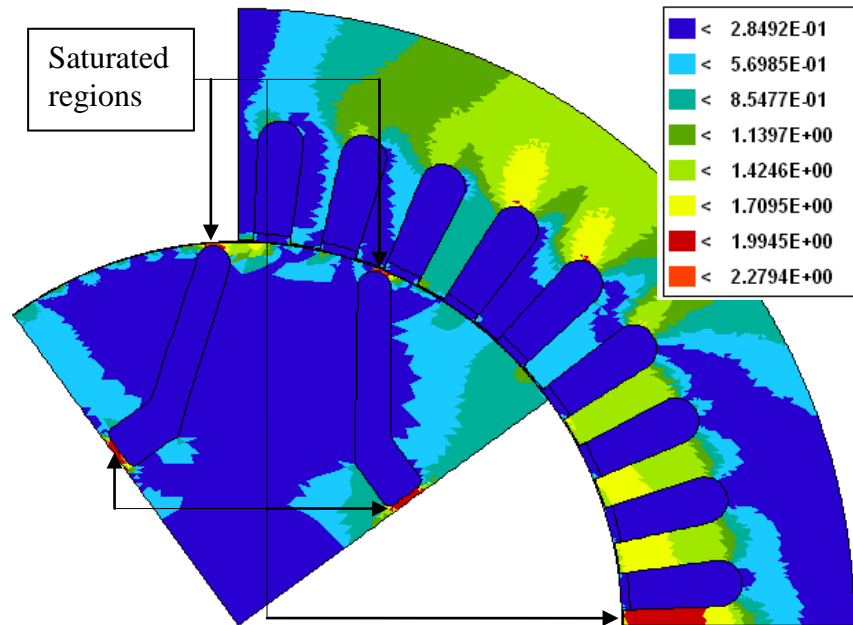 Saturated
regions
< 2.8492E-01
< 5.6985E-01
< 8.5477E-01
< 1.1397E+00
< 1.4246E+00
< 1.7095E+00
< 1.9945E+00
< 2.2794E+00